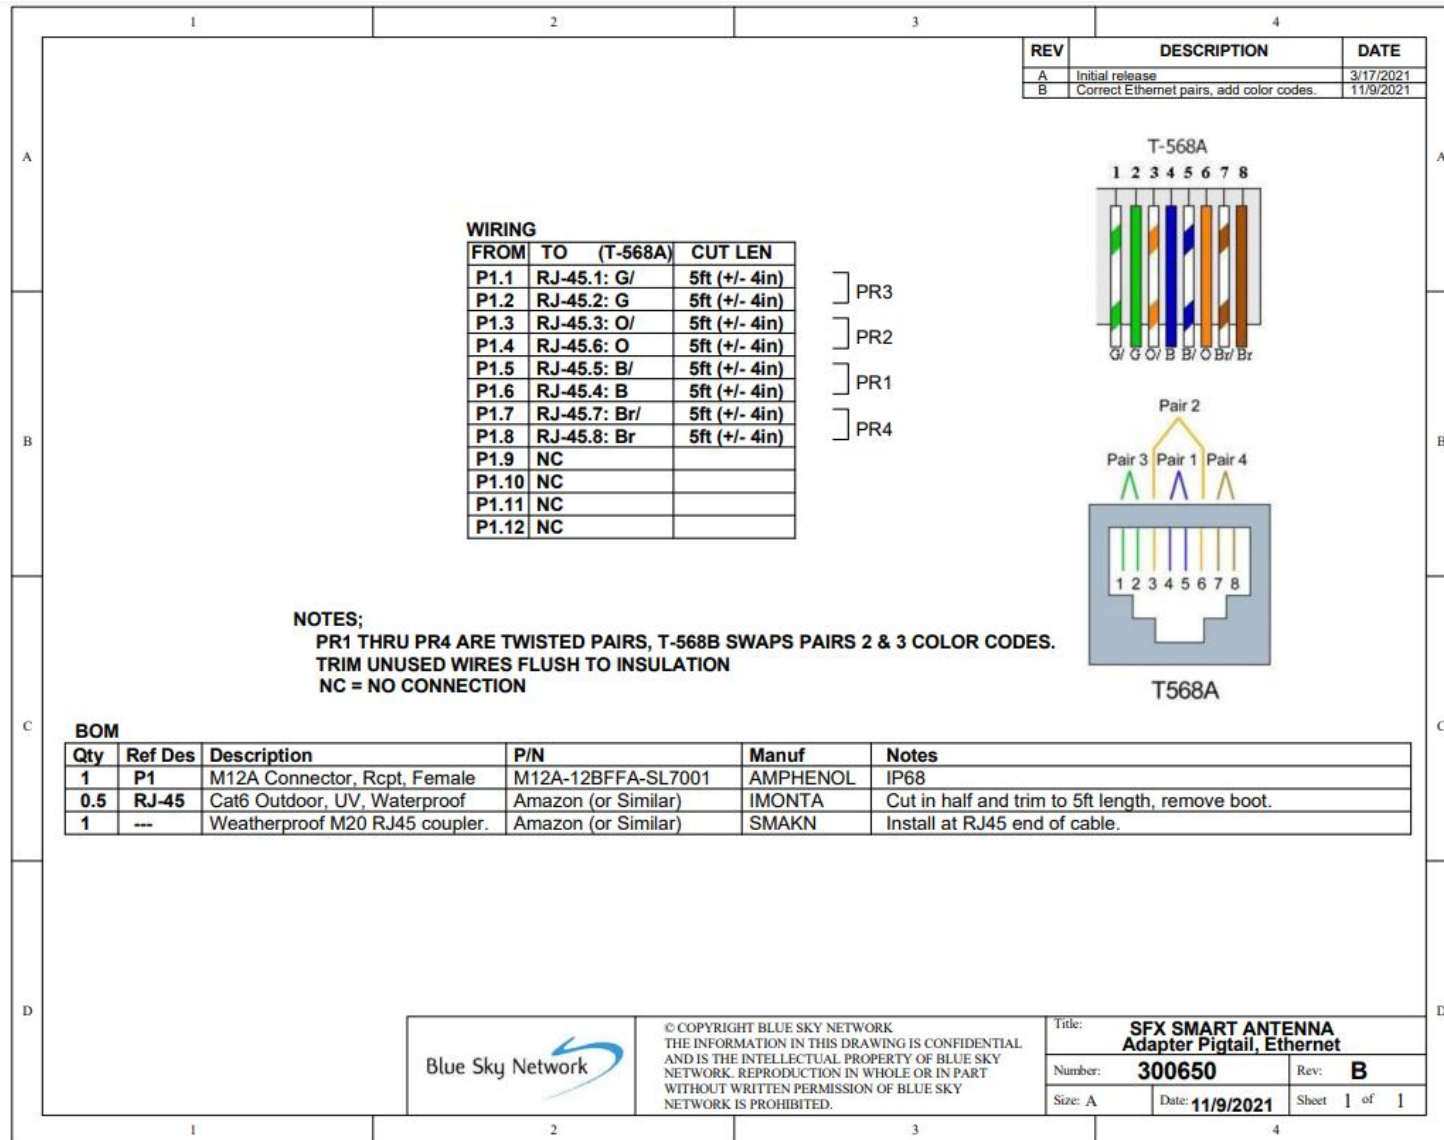 1 2 3 4
REV DESCRIPTION DATE
A Initial release 3/17/2021
B Correct Ethernet pairs, add color codes. 11/9/2021
A A
T-568A
1 2 3 4 5 6 7 8
G/ G O/ B B/ O Br/ Br
WIRING
FROM TO (T-568A) CUT LEN
P1.1 RJ-45.1: G/ 5ft (+/- 4in)
P1.2 RJ-45.2: G 5ft (+/- 4in)
PR3
P1.3 RJ-45.3: O/ 5ft (+/- 4in)
P1.4 RJ-45.6: O 5ft (+/- 4in)
PR2
P1.5 RJ-45.5: B/ 5ft (+/- 4in)
P1.6 RJ-45.4: B 5ft (+/- 4in)
PR1
P1.7 RJ-45.7: Br/ 5ft (+/- 4in)
P1.8 RJ-45.8: Br 5ft (+/- 4in)
PR4
P1.9 NC
P1.10 NC
P1.11 NC
P1.12 NC
B B
Pair 2
Pair 3 Pair 1 Pair 4
1 2 3 4 5 6 7 8
T568A
NOTES;
PR1 THRU PR4 ARE TWISTED PAIRS, T-568B SWAPS PAIRS 2 & 3 COLOR CODES.
TRIM UNUSED WIRES FLUSH TO INSULATION
NC = NO CONNECTION
C C
BOM
Qty Ref Des Description P/N Manuf Notes
1 P1 M12A Connector, Rcpt, Female M12A-12BFFA-SL7001 AMPHENOL IP68
0.5 RJ-45 Cat6 Outdoor, UV, Waterproof Amazon (or Similar) IMONTA Cut in half and trim to 5ft length, remove boot.
1 --- Weatherproof M20 RJ45 coupler. Amazon (or Similar) SMAKN Install at RJ45 end of cable.
D D
Blue Sky Network
© COPYRIGHT BLUE SKY NETWORK
THE INFORMATION IN THIS DRAWING IS CONFIDENTIAL
AND IS THE INTELLECTUAL PROPERTY OF BLUE SKY
NETWORK. REPRODUCTION IN WHOLE OR IN PART
WITHOUT WRITTEN PERMISSION OF BLUE SKY
NETWORK IS PROHIBITED.
Title: SFX SMART ANTENNA
Adapter Pigtail, Ethernet
Number: 300650 Rev: B
Size: A Date: 11/9/2021 Sheet 1 of 1
1 2 3 4